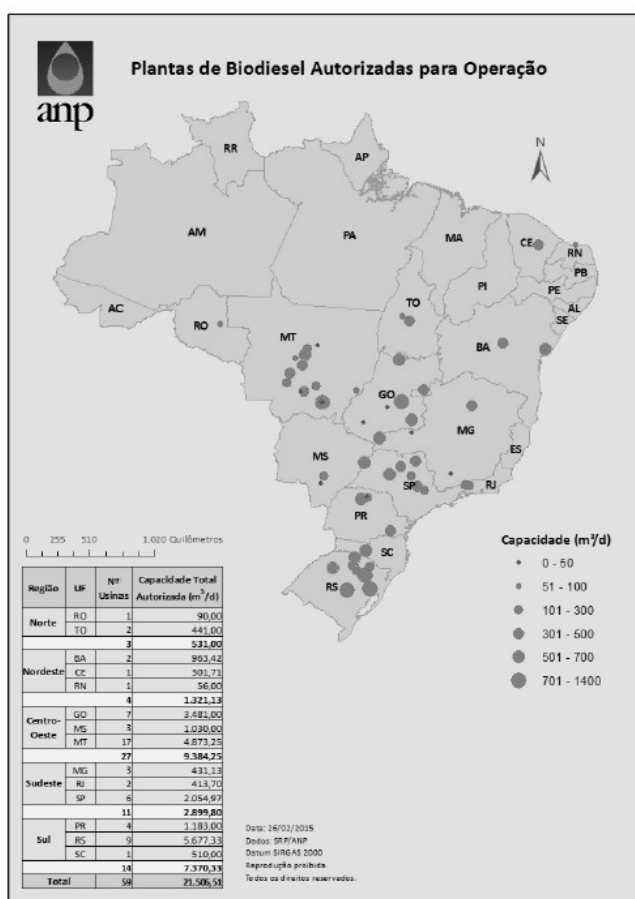 anp
Plantas de Biodiesel Autorizadas para Operação
N
RR
AP
AM
PA
MA
CE
RN
PB
PI
PE
AL
SE
AC
RO
TO
MT
BA
GO
MG
ES
MS
SP
RJ
PR
SC
RS
0 255 510 1.020 Quilômetros
Capacidade (m³/d)
0 - 50
51 - 100
101 - 300
301 - 500
501 - 700
701 - 1400
Região UF Nº Usinas Capacidade Total Autorizada (m³/d)
Norte RO 1 90,00
TO 2 441,00
3 531,00
Nordeste BA 2 963,42
CE 1 301,71
RN 1 56,00
4 1.321,13
Centro-Oeste GO 7 3.481,00
MS 3 1.030,00
MT 17 4.873,25
27 9.384,25
Sudeste MG 3 431,13
RJ 2 413,70
SP 6 2.054,97
11 2.899,80
Sul PR 4 1.183,00
RS 9 5.677,33
SC 1 510,00
14 7.370,33
Total 59 21.506,51
Data: 26/02/2015
Dados: SRP/ANP
Datum SIRGAS 2000
Reprodução proibida.
Todos os direitos reservados.